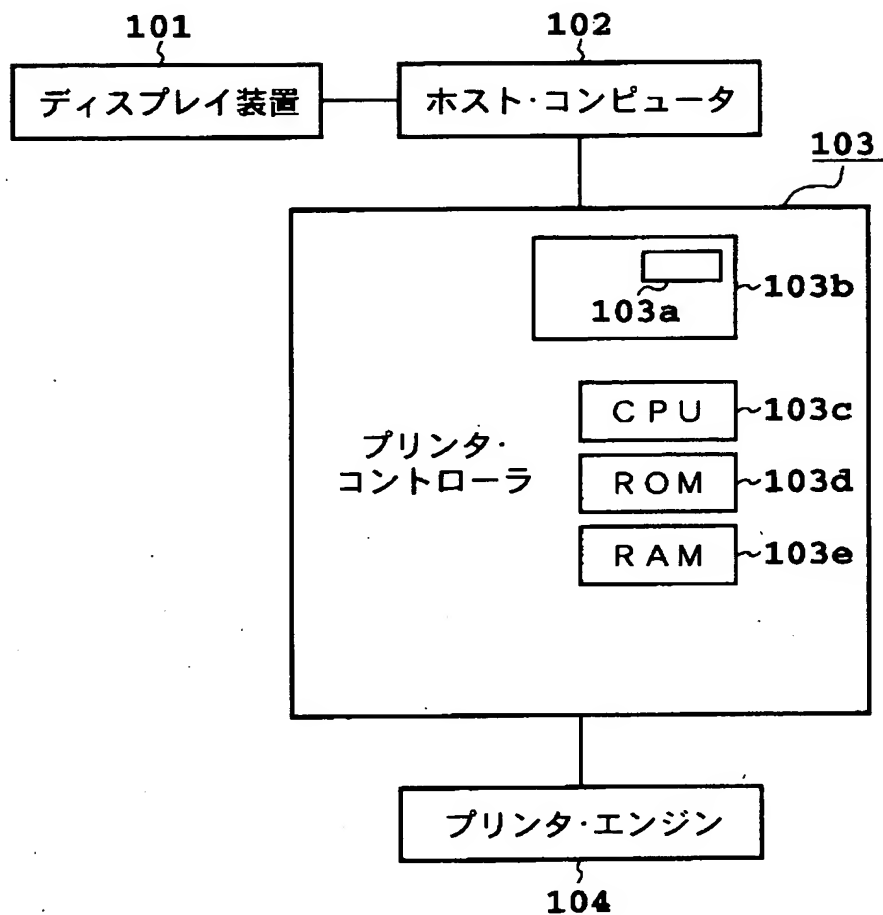 101
102
ディスプレイ装置
ホスト・コンピュータ
103
103a
103b
CPU
103c
プリンタ・
コントローラ
ROM
103d
RAM
103e
プリンタ・エンジン
104